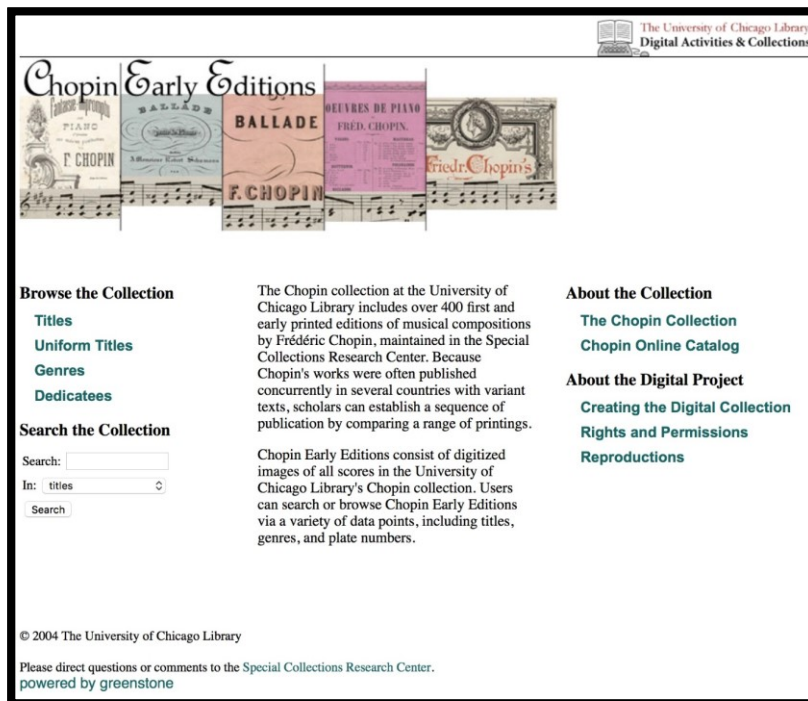 The University of Chicago Library
Digital Activities & Collections
Chopin Early Editions
PIANO
F. CHOPIN
BALLADE
A Monsieur Robert Schumann
BALLADE
F. CHOPIN
OEUVRES DE PIANO
FRÉD. CHOPIN.
Friedr. Chopin's
Browse the Collection
Titles
Uniform Titles
Genres
Dedicatees
Search the Collection
Search:
In: titles
Search
The Chopin collection at the University of
Chicago Library includes over 400 first and
early printed editions of musical compositions
by Frédéric Chopin, maintained in the Special
Collections Research Center. Because
Chopin's works were often published
concurrently in several countries with variant
texts, scholars can establish a sequence of
publication by comparing a range of printings.
Chopin Early Editions consist of digitized
images of all scores in the University of
Chicago Library's Chopin collection. Users
can search or browse Chopin Early Editions
via a variety of data points, including titles,
genres, and plate numbers.
About the Collection
The Chopin Collection
Chopin Online Catalog
About the Digital Project
Creating the Digital Collection
Rights and Permissions
Reproductions
© 2004 The University of Chicago Library
Please direct questions or comments to the Special Collections Research Center.
powered by greenstone